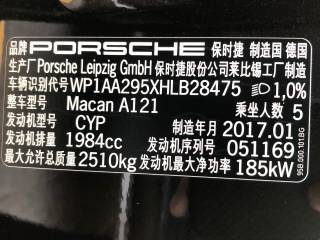 品牌 PORSCHE 保时捷 制造国 德国
生产厂 Porsche Leipzig GmbH 保时捷股份公司莱比锡工厂制造
车辆识别代号 WP1AA295XHLB28475 1,0%
整车型号 Macan A121 乘坐人数 5
发动机型号 CYP 制造年月 2017.01
发动机排量 1984cc 发动机序列号 051169
最大允许总质量 2510kg 发动机最大净功率 185kW
95B.000.101.BG